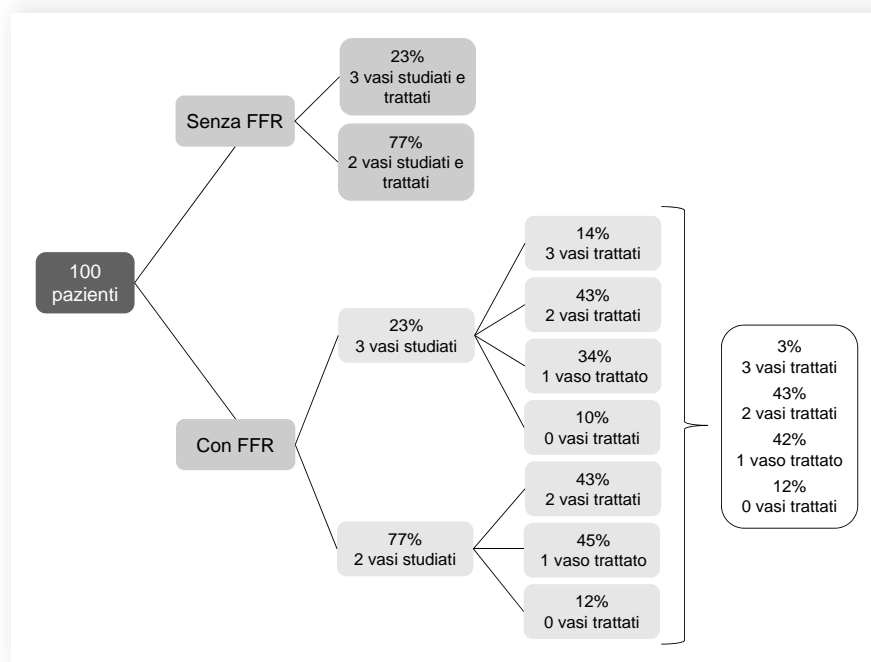 23%
3 vasi studiati e
trattati
Senza FFR
77%
2 vasi studiati e
trattati
100
pazienti
14%
3 vasi trattati
43%
2 vasi trattati
23%
3 vasi studiati
34%
1 vaso trattato
10%
0 vasi trattati
Con FFR
43%
2 vasi trattati
77%
2 vasi studiati
45%
1 vaso trattato
12%
0 vasi trattati
3%
3 vasi trattati
43%
2 vasi trattati
42%
1 vaso trattato
12%
0 vasi trattati